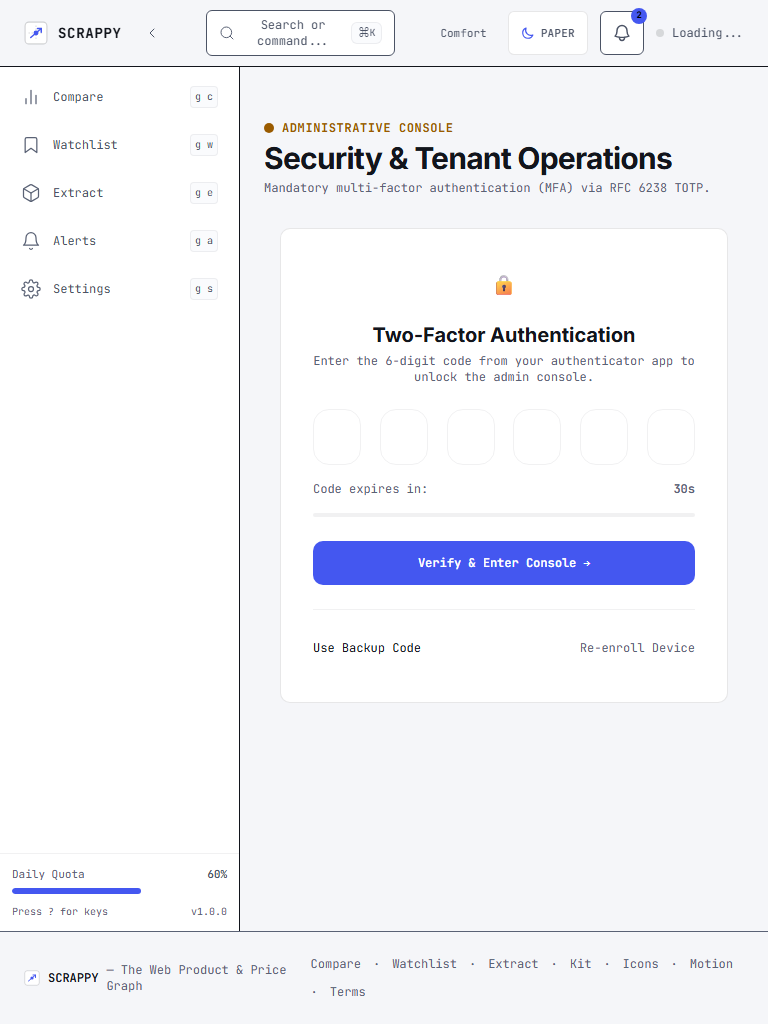 SCRAPPY
Search or
command...
⌘K
Comfort
PAPER
2
Loading...
Compare g c
Watchlist g w
Extract g e
Alerts g a
Settings g s
Daily Quota 60%
Press ? for keys v1.0.0
ADMINISTRATIVE CONSOLE
Security & Tenant Operations
Mandatory multi-factor authentication (MFA) via RFC 6238 TOTP.
Two-Factor Authentication
Enter the 6-digit code from your authenticator app to
unlock the admin console.
Code expires in: 30s
Verify & Enter Console →
Use Backup Code Re-enroll Device
SCRAPPY
— The Web Product & Price
Graph
Compare · Watchlist · Extract · Kit · Icons · Motion
· Terms